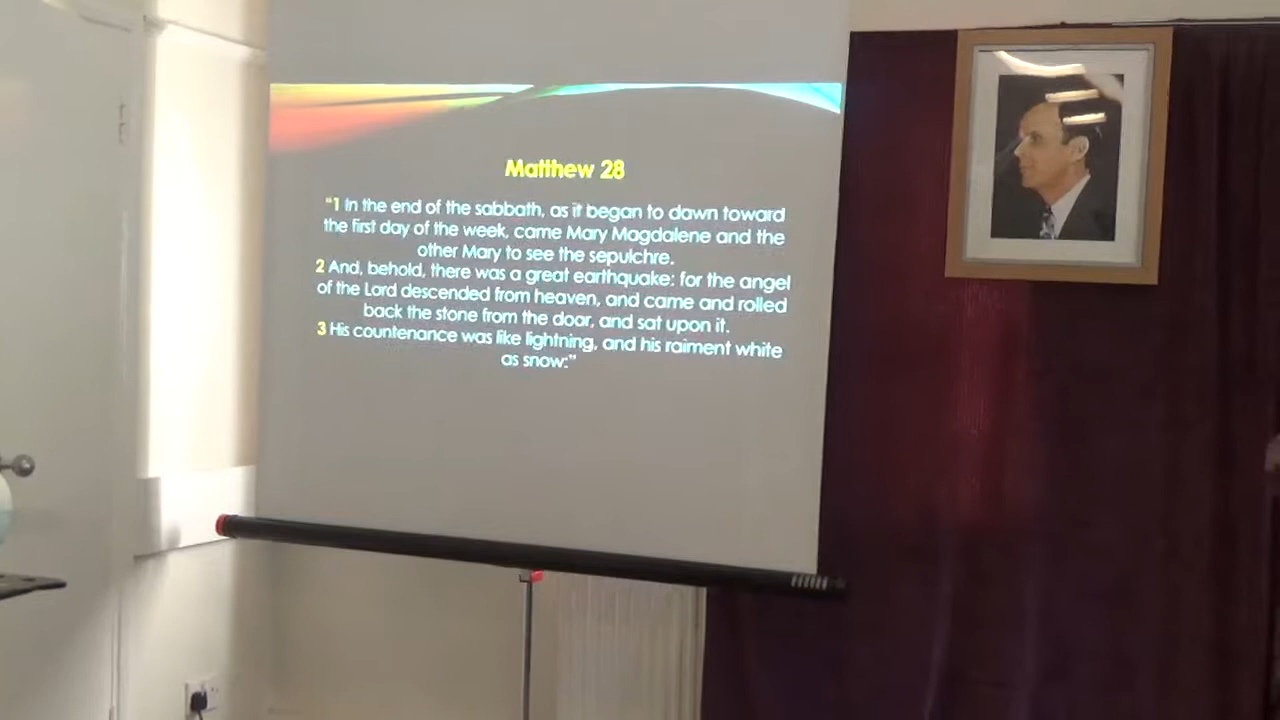 Matthew 28
"1 In the end of the sabbath, as it began to dawn toward
the first day of the week, came Mary Magdalene and the
other Mary to see the sepulchre.
2 And, behold, there was a great earthquake: for the angel
of the Lord descended from heaven, and came and rolled
back the stone from the door, and sat upon it.
3 His countenance was like lightning, and his raiment white
as snow:"